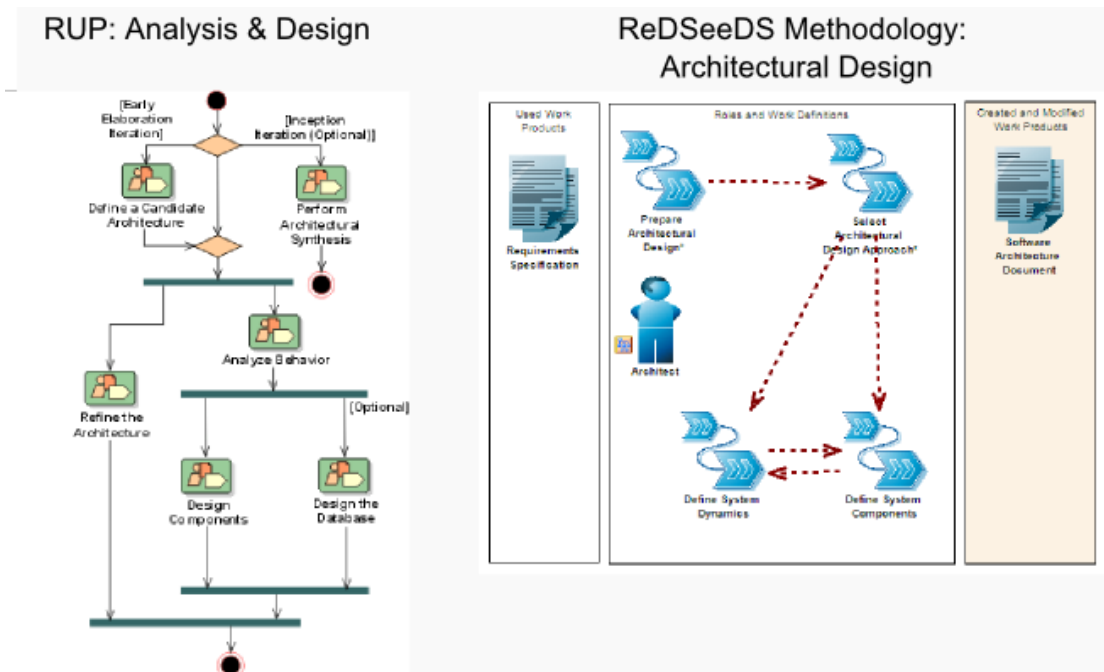 RUP: Analysis & Design
[Early
Elaboration
Iteration]
[Inception
Iteration (Optional)]
Define a Candidate
Architecture
Perform
Architectural
Synthesis
Analyze Behavior
Refine the
Architecture
[Optional]
Design
Components
Design the
Database
ReDSeeDS Methodology:
Architectural Design
Used Work
Products
Requirements
Specification
Roles and Work Definitions
Prepare
Architectural
Design*
Select
Architectural
Design Approach*
Architect
Define System
Dynamics
Define System
Components
Created and Modified
Work Products
Software
Architecture
Document